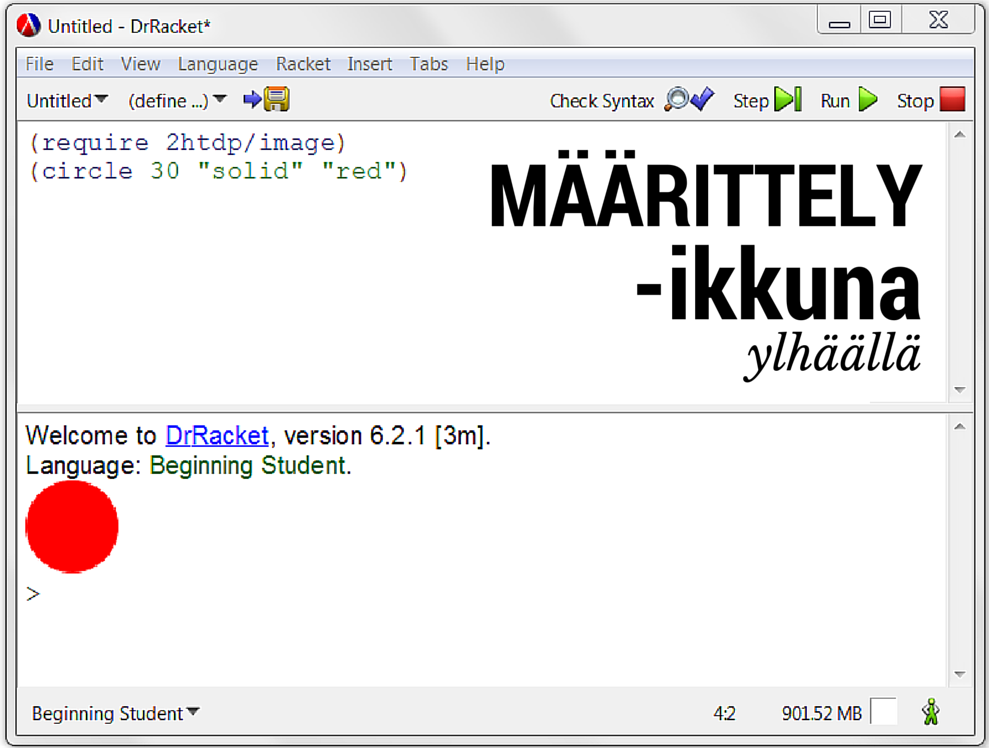 Untitled - DrRacket*
File Edit View Language Racket Insert Tabs Help
Untitled (define ...) Check Syntax Step Run Stop
(require 2htdp/image)
(circle 30 "solid" "red")
MÄÄRITTELY
-ikkuna
ylhäällä
Welcome to DrRacket, version 6.2.1 [3m].
Language: Beginning Student.
>
Beginning Student 4:2 901.52 MB